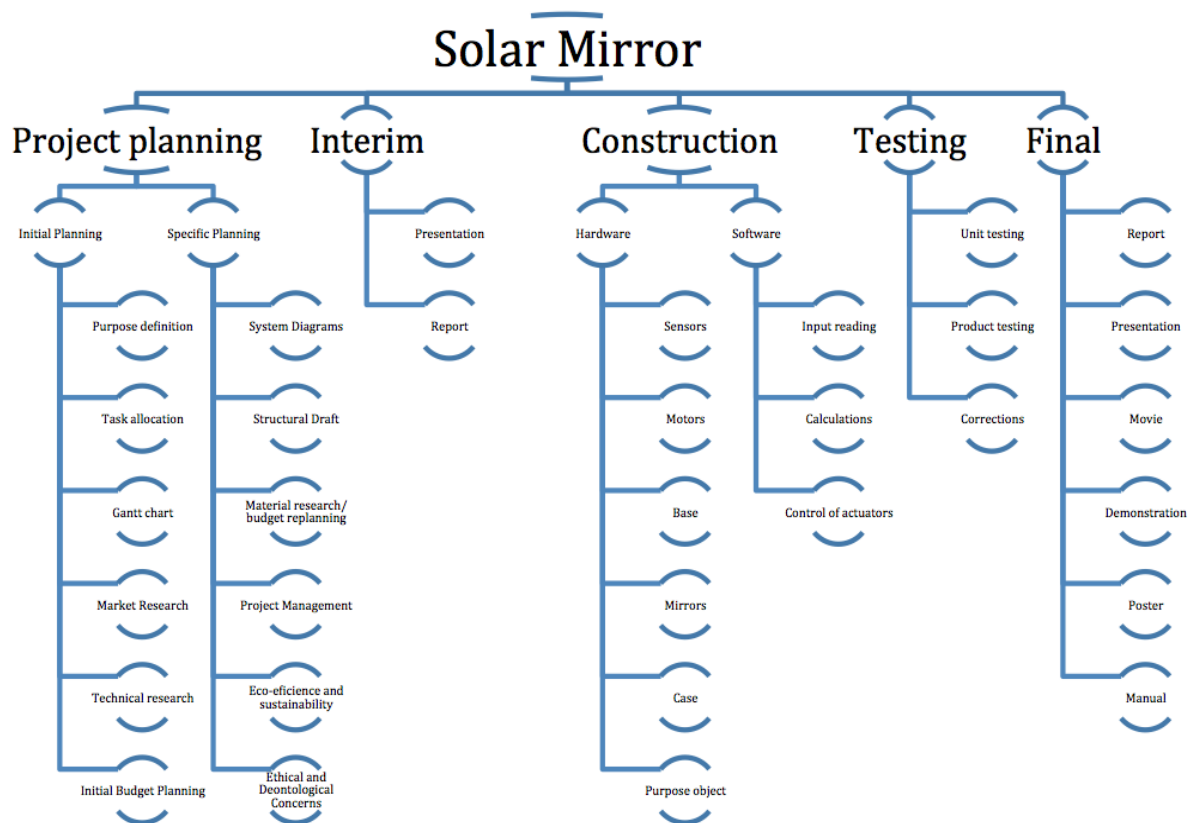 Solar Mirror
Project planning
Interim
Construction
Testing
Final
Initial Planning
Specific Planning
Presentation
Hardware
Software
Unit testing
Report
Purpose definition
System Diagrams
Report
Sensors
Input reading
Product testing
Presentation
Task allocation
Structural Draft
Motors
Calculations
Corrections
Movie
Gantt chart
Material research/
budget replanning
Base
Control of actuators
Demonstration
Market Research
Project Management
Mirrors
Poster
Technical research
Eco-eficience and
sustainability
Case
Manual
Initial Budget Planning
Ethical and
Deontological
Concerns
Purpose object